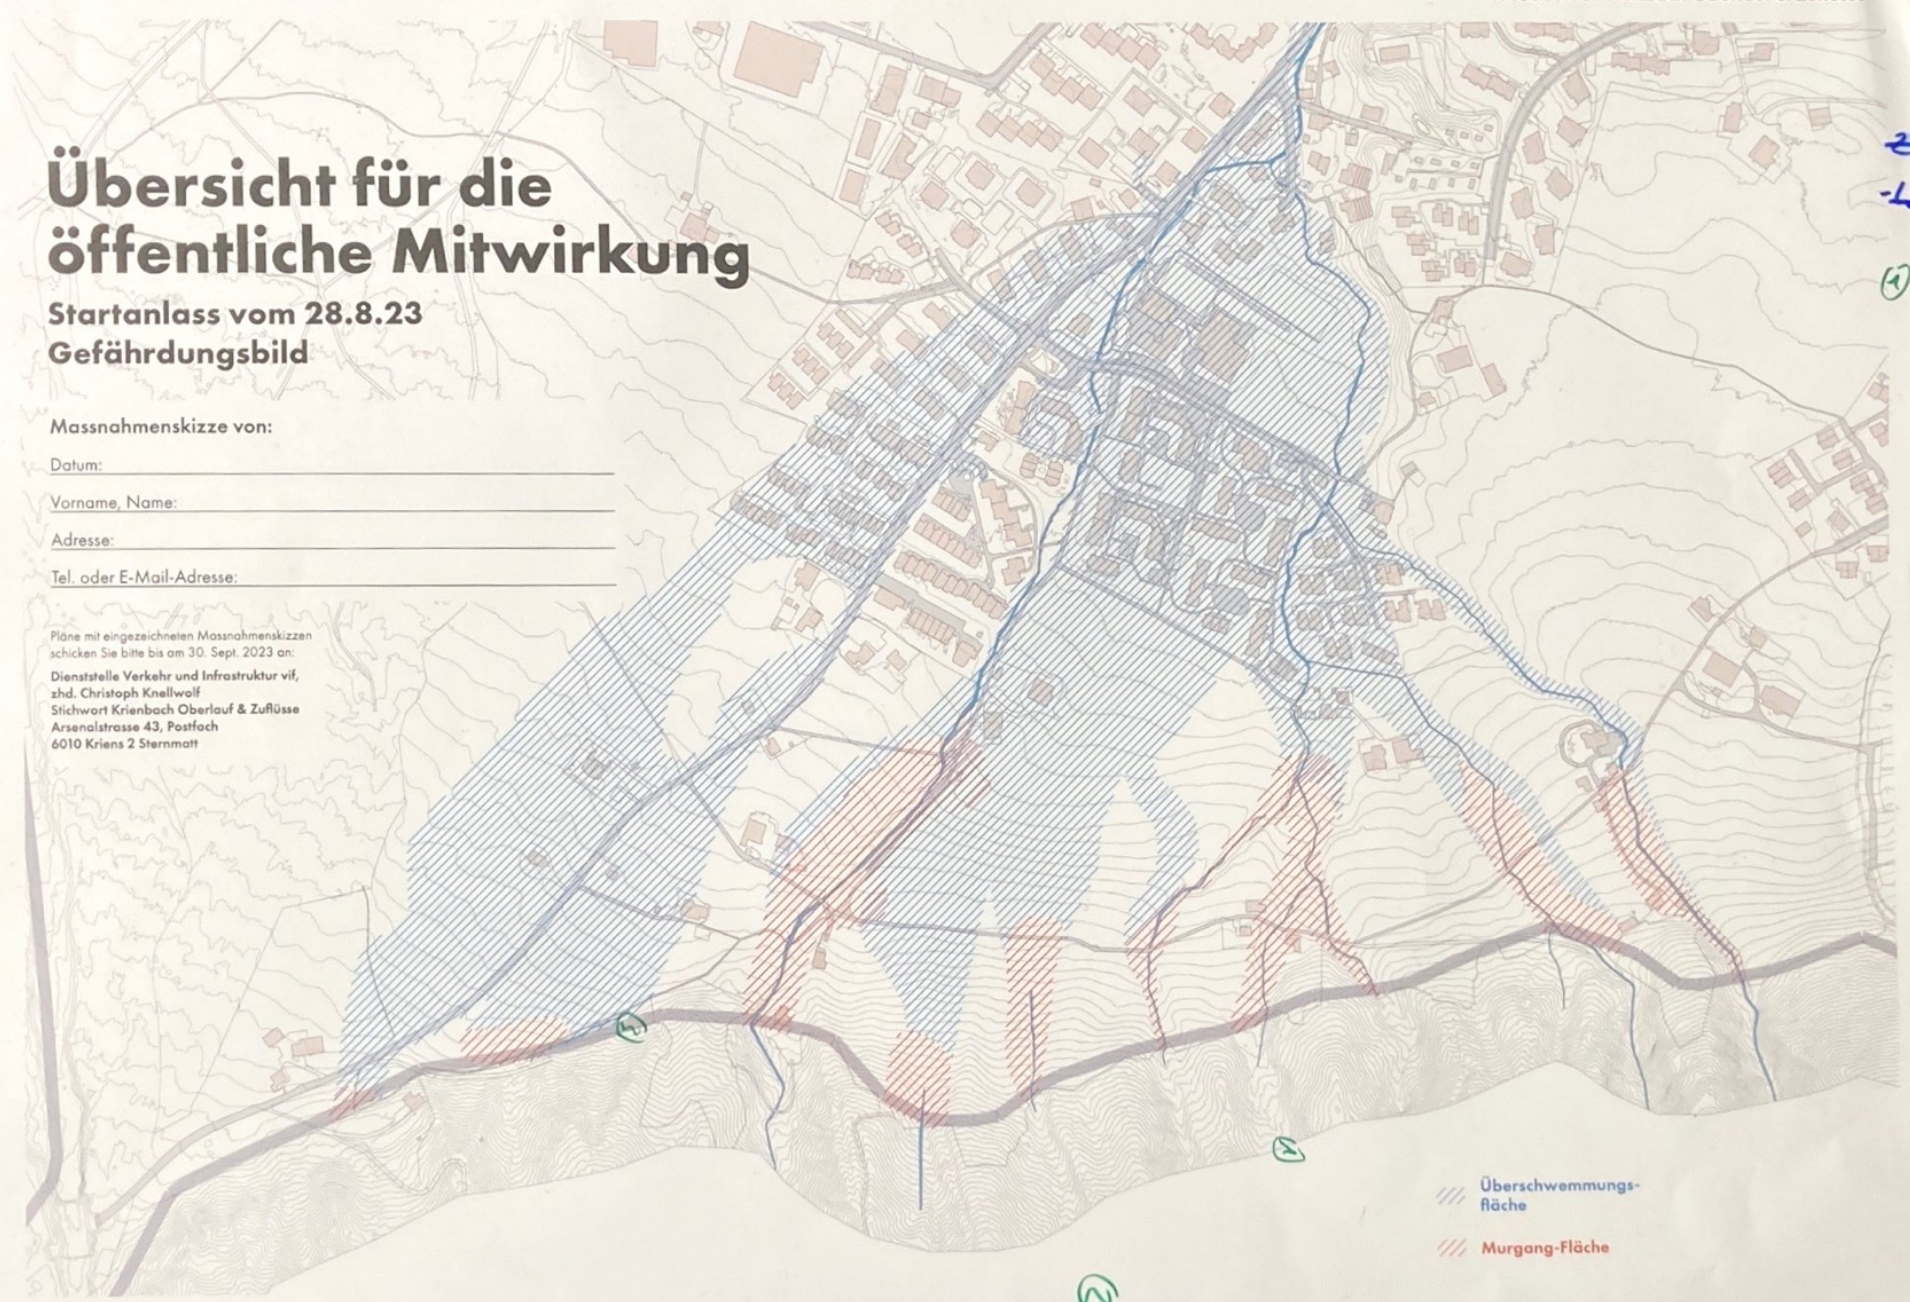 Übersicht für die
öffentliche Mitwirkung
Startanlass vom 28.8.23
Gefährdungsbild
Massnahmenskizze von:
Datum:
Vorname, Name:
Adresse:
Tel. oder E-Mail-Adresse:
Pläne mit eingezeichneten Massnahmenskizzen
schicken Sie bitte bis am 30. Sept. 2023 an:
Dienststelle Verkehr und Infrastruktur vif,
zhd. Christoph Knellwolf
Stichwort Krienbach Oberlauf & Zuflüsse
Arsenalstrasse 43, Postfach
6010 Kriens 2 Sternmatt
Überschwemmungs-
fläche
Murgang-Fläche